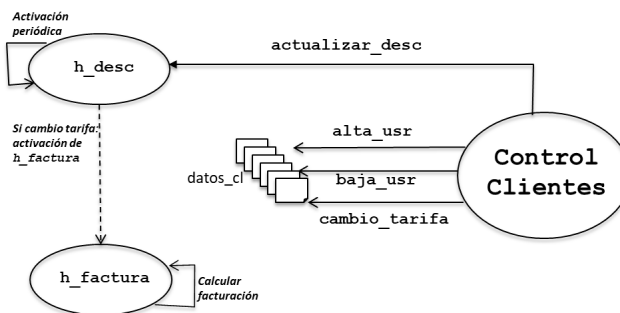 Activación
periódica
h_desc
actualizar_desc
Si cambio tarifa:
activación de
h_factura
alta_usr
datos_cl
baja_usr
cambio_tarifa
Control
Clientes
h_factura
Calcular
facturación